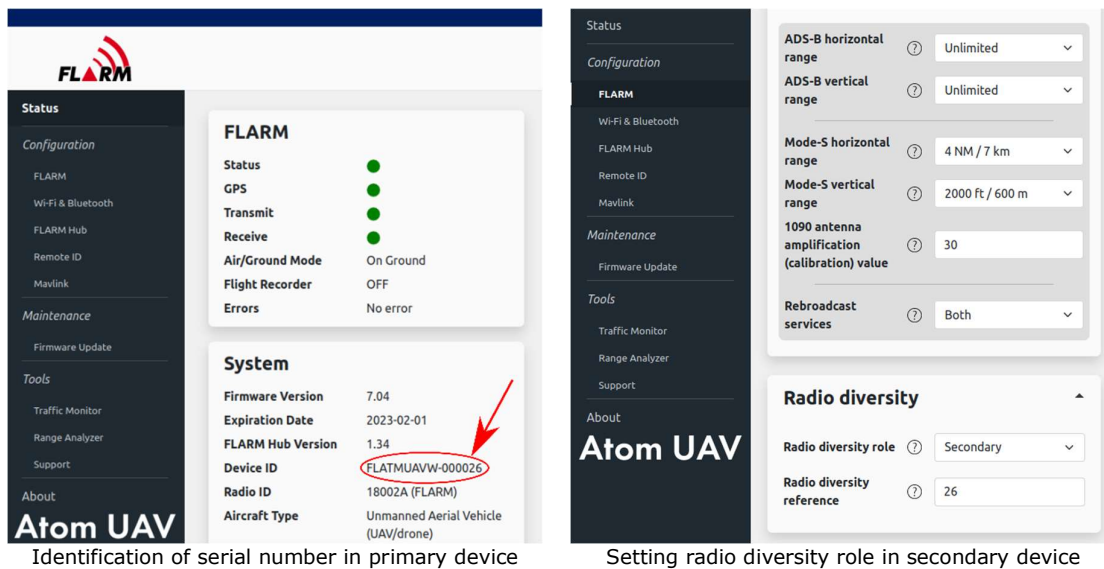 FLARM
Status
Configuration
FLARM
Wi-Fi & Bluetooth
FLARM Hub
Remote ID
Mavlink
Maintenance
Firmware Update
Tools
Traffic Monitor
Range Analyzer
Support
About
Atom UAV
FLARM
Status
GPS
Transmit
Receive
Air/Ground Mode On Ground
Flight Recorder OFF
Errors No error
System
Firmware Version 7.04
Expiration Date 2023-02-01
FLARM Hub Version 1.34
Device ID FLATMUAVW-000026
Radio ID 18002A (FLARM)
Aircraft Type Unmanned Aerial Vehicle
(UAV/drone)
Identification of serial number in primary device
Status
Configuration
FLARM
Wi-Fi & Bluetooth
FLARM Hub
Remote ID
Mavlink
Maintenance
Firmware Update
Tools
Traffic Monitor
Range Analyzer
Support
About
Atom UAV
ADS-B horizontal
range ? Unlimited
ADS-B vertical
range ? Unlimited
Mode-S horizontal
range ? 4 NM / 7 km
Mode-S vertical
range ? 2000 ft / 600 m
1090 antenna
amplification ? 30
(calibration) value
Rebroadcast
services ? Both
Radio diversity
Radio diversity role ? Secondary
Radio diversity
reference ? 26
Setting radio diversity role in secondary device